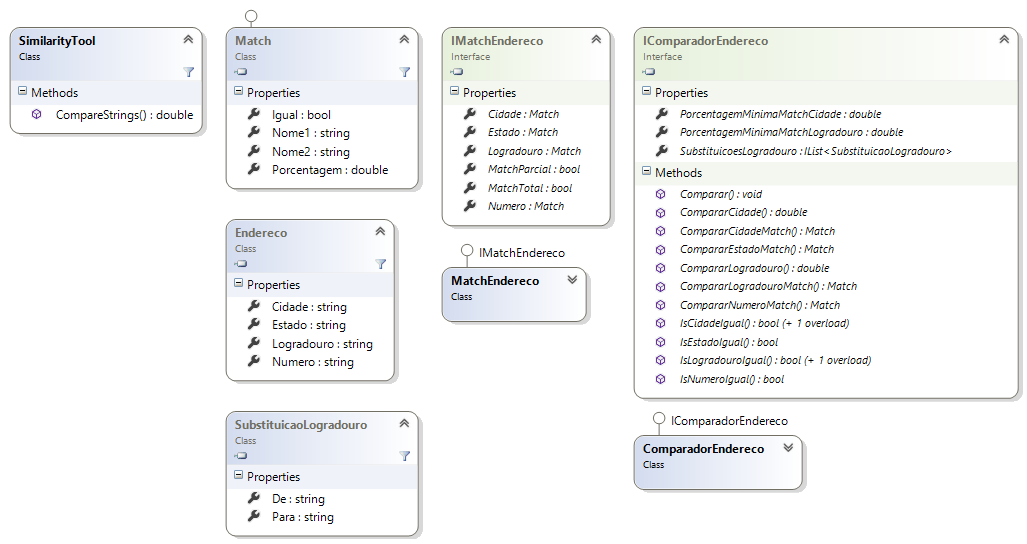 SimilarityTool
Class
Methods
CompareStrings() : double
Match
Class
Properties
Igual : bool
Nome1 : string
Nome2 : string
Porcentagem : double
Endereco
Class
Properties
Cidade : string
Estado : string
Logradouro : string
Numero : string
SubstituicaoLogradouro
Class
Properties
De : string
Para : string
IMatchEndereco
Interface
Properties
Cidade : Match
Estado : Match
Logradouro : Match
MatchParcial : bool
MatchTotal : bool
Numero : Match
IMatchEndereco
MatchEndereco
Class
IComparadorEndereco
Interface
Properties
PorcentagemMinimaMatchCidade : double
PorcentagemMinimaMatchLogradouro : double
SubstituicoesLogradouro : IList<SubstituicaoLogradouro>
Methods
Comparar() : void
CompararCidade() : double
CompararCidadeMatch() : Match
CompararEstadoMatch() : Match
CompararLogradouro() : double
CompararLogradouroMatch() : Match
CompararNumeroMatch() : Match
IsCidadeIgual() : bool (+ 1 overload)
IsEstadoIgual() : bool
IsLogradouroIgual() : bool (+ 1 overload)
IsNumeroIgual() : bool
IComparadorEndereco
ComparadorEndereco
Class